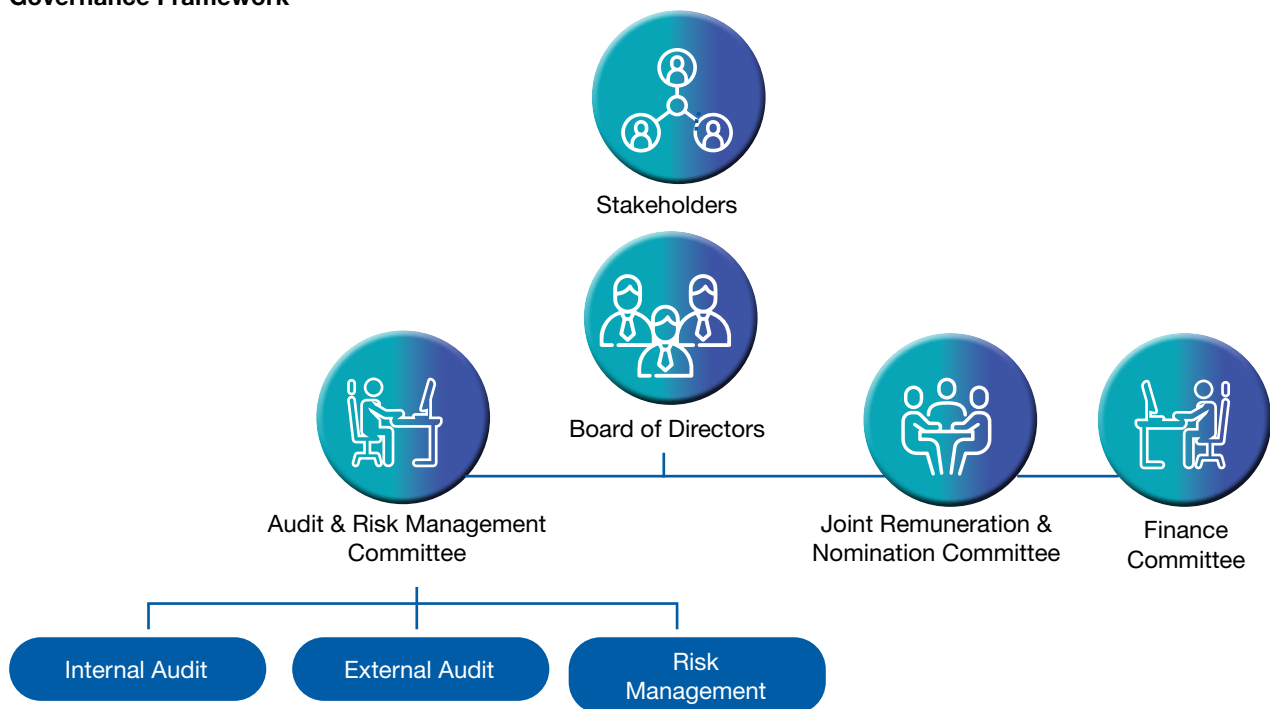 Governance Framework
Stakeholders
Board of Directors
Audit & Risk Management
Committee
Joint Remuneration &
Nomination Committee
Finance
Committee
Internal Audit
External Audit
Risk
Management